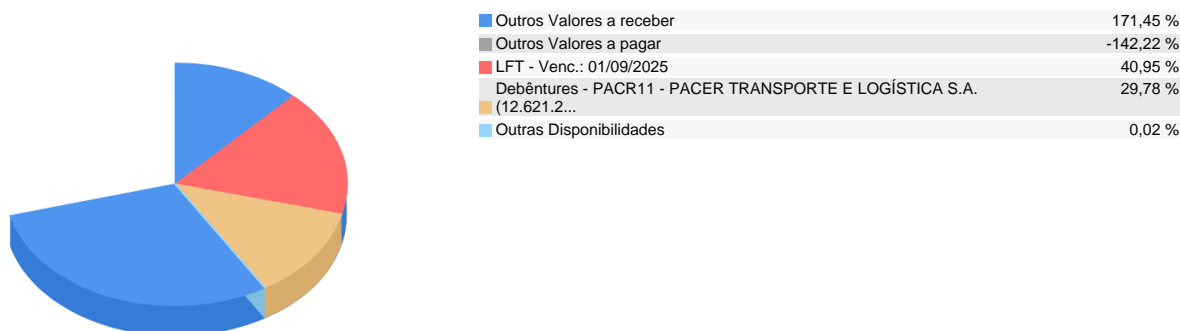 Outros Valores a receber 171,45 %
Outros Valores a pagar -142,22 %
LFT - Venc.: 01/09/2025 40,95 %
Debêntures - PACR11 - PACER TRANSPORTE E LOGÍSTICA S.A. 29,78 %
(12.621.2...
Outras Disponibilidades 0,02 %